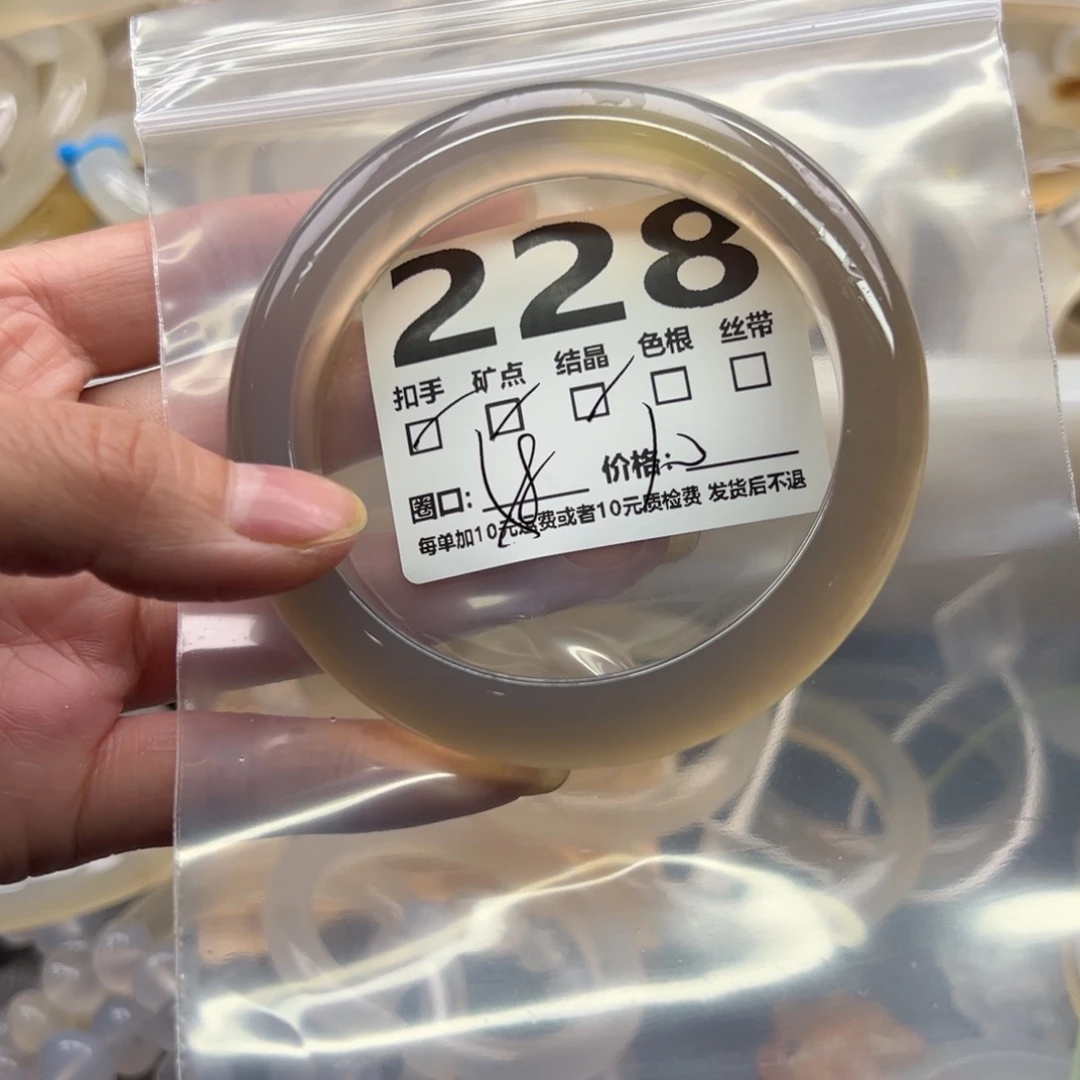 228
扣手 矿点 结晶 色根 丝带
圈口: 价格:
每单加10元运费或者10元质检费 发货后不退